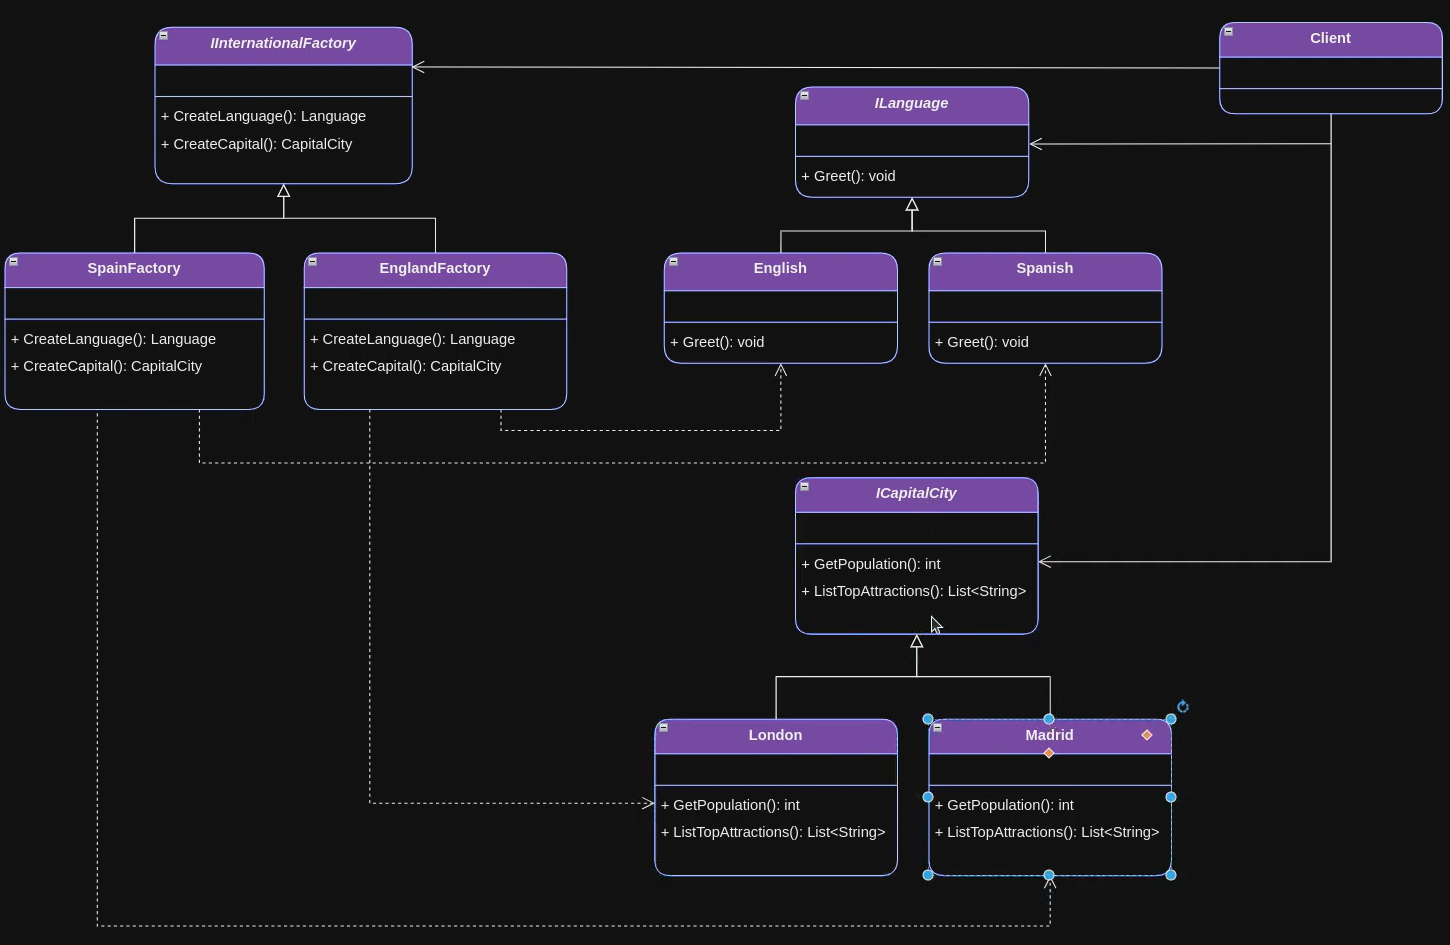 IInternationalFactory
+ CreateLanguage(): Language
+ CreateCapital(): CapitalCity
Client
ILanguage
+ Greet(): void
SpainFactory
+ CreateLanguage(): Language
+ CreateCapital(): CapitalCity
EnglandFactory
+ CreateLanguage(): Language
+ CreateCapital(): CapitalCity
English
+ Greet(): void
Spanish
+ Greet(): void
ICapitalCity
+ GetPopulation(): int
+ ListTopAttractions(): List<String>
London
+ GetPopulation(): int
+ ListTopAttractions(): List<String>
Madrid
+ GetPopulation(): int
+ ListTopAttractions(): List<String>